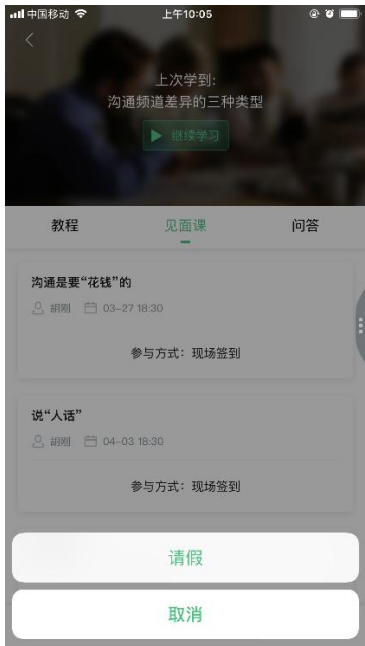 中国移动 上午10:05
上次学到:
沟通频道差异的三种类型
继续学习
教程 见面课 问答
沟通是要“花钱”的
胡刚 03-27 18:30
参与方式：现场签到
说“人话”
胡刚 04-03 18:30
参与方式：现场签到
请假
取消